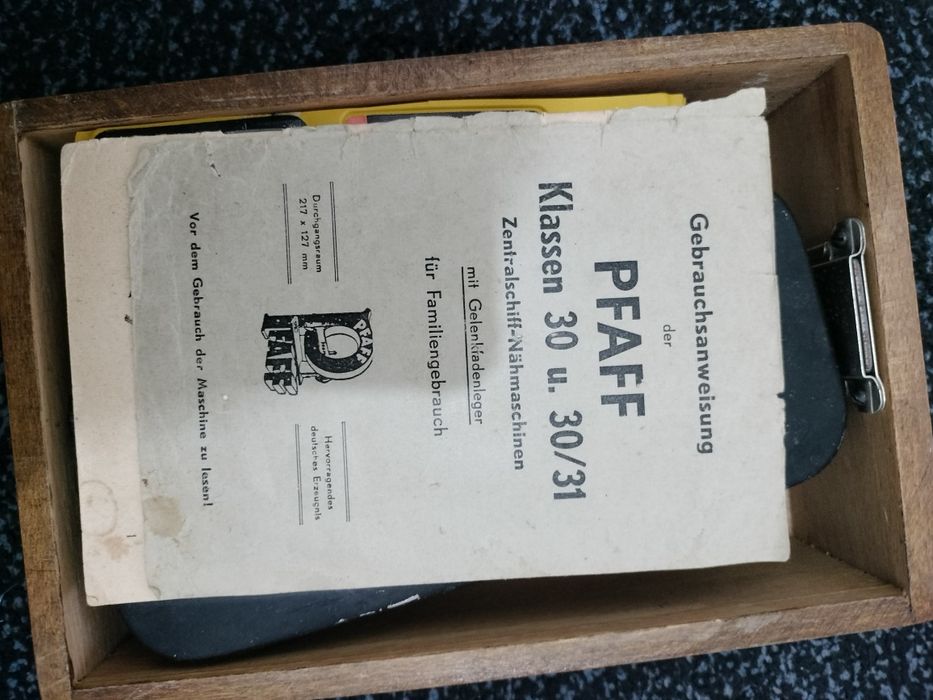 Gebrauchsanweisung
der
PFAFF
Klassen 30 u. 30/31
Zentralschiff-Nähmaschinen
mit Gelenkfadenleger
für Familiengebrauch
Durchgangsraum
217 x 127 mm
PFAFF
PFAFF
Hervorragendes
deutsches Erzeugnis
Vor dem Gebrauch der Maschine zu lesen!